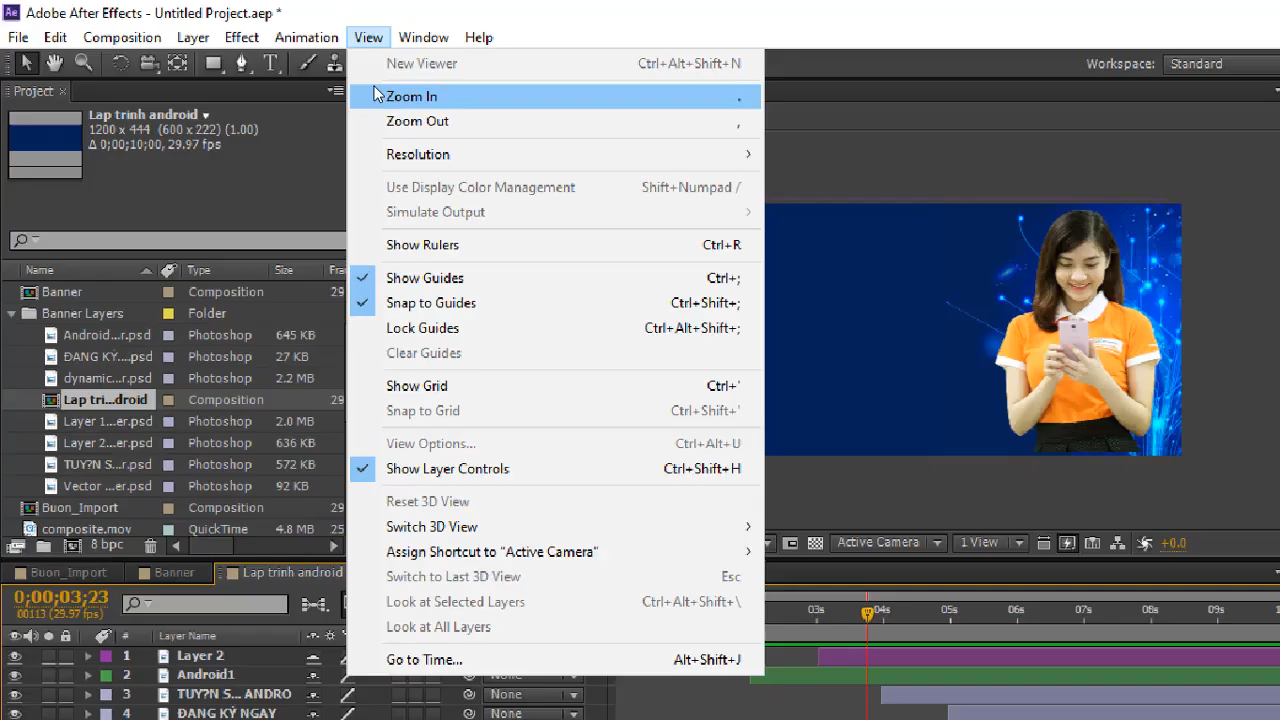 Adobe After Effects - Untitled Project.aep *
File Edit Composition Layer Effect Animation View Window Help
Workspace: Standard
Project
Lap trinh android
1200 x 444 (600 x 222) (1.00)
Δ 0;00;10;00, 29.97 fps
New Viewer Ctrl+Alt+Shift+N
Zoom In .
Zoom Out ,
Resolution
Use Display Color Management Shift+Numpad /
Simulate Output
Show Rulers Ctrl+R
Show Guides Ctrl+;
Snap to Guides Ctrl+Shift+;
Lock Guides Ctrl+Alt+Shift+;
Clear Guides
Show Grid Ctrl+'
Snap to Grid Ctrl+Shift+'
View Options... Ctrl+Alt+U
Show Layer Controls Ctrl+Shift+H
Reset 3D View
Switch 3D View
Assign Shortcut to "Active Camera"
Switch to Last 3D View Esc
Look at Selected Layers Ctrl+Alt+Shift+\
Look at All Layers
Go to Time... Alt+Shift+J
Name Type Size Fra
Banner Composition 29
Banner Layers Folder
Android...r.psd Photoshop 645 KB
ĐANG KÝ....psd Photoshop 27 KB
dynamic...r.psd Photoshop 2.2 MB
Lap tri...droid Composition 29
Layer 1...er.psd Photoshop 2.0 MB
Layer 2...er.psd Photoshop 636 KB
TUY?N S...r.psd Photoshop 572 KB
Vector ...er.psd Photoshop 92 KB
Buon_Import Composition 29
composite.mov QuickTime 4.8 MB 29
8 bpc
Active Camera 1 View +0.0
Buon_Import Banner Lap trinh android
0;00;03;23
00113 (29.97 fps)
03s 04s 05s 06s 07s 08s 09s
# Layer Name
1 Layer 2
2 Android1 None
3 TUY?N S... ANDRO None
4 ĐANG KÝ NGAY None